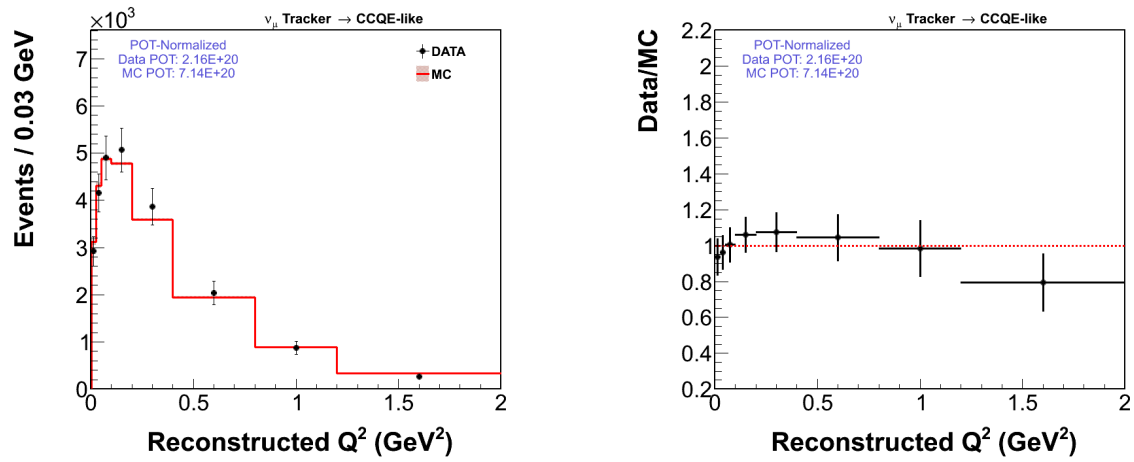 ×10³
ν_μ Tracker → CCQE-like
POT-Normalized
Data POT: 2.16E+20
MC POT: 7.14E+20
DATA
MC
Events / 0.03 GeV
7
6
5
4
3
2
1
0
0 0.5 1 1.5 2
Reconstructed Q² (GeV²)
ν_μ Tracker → CCQE-like
POT-Normalized
Data POT: 2.16E+20
MC POT: 7.14E+20
Data/MC
2.2
2
1.8
1.6
1.4
1.2
1
0.8
0.6
0.4
0.2
0 0.5 1 1.5 2
Reconstructed Q² (GeV²)